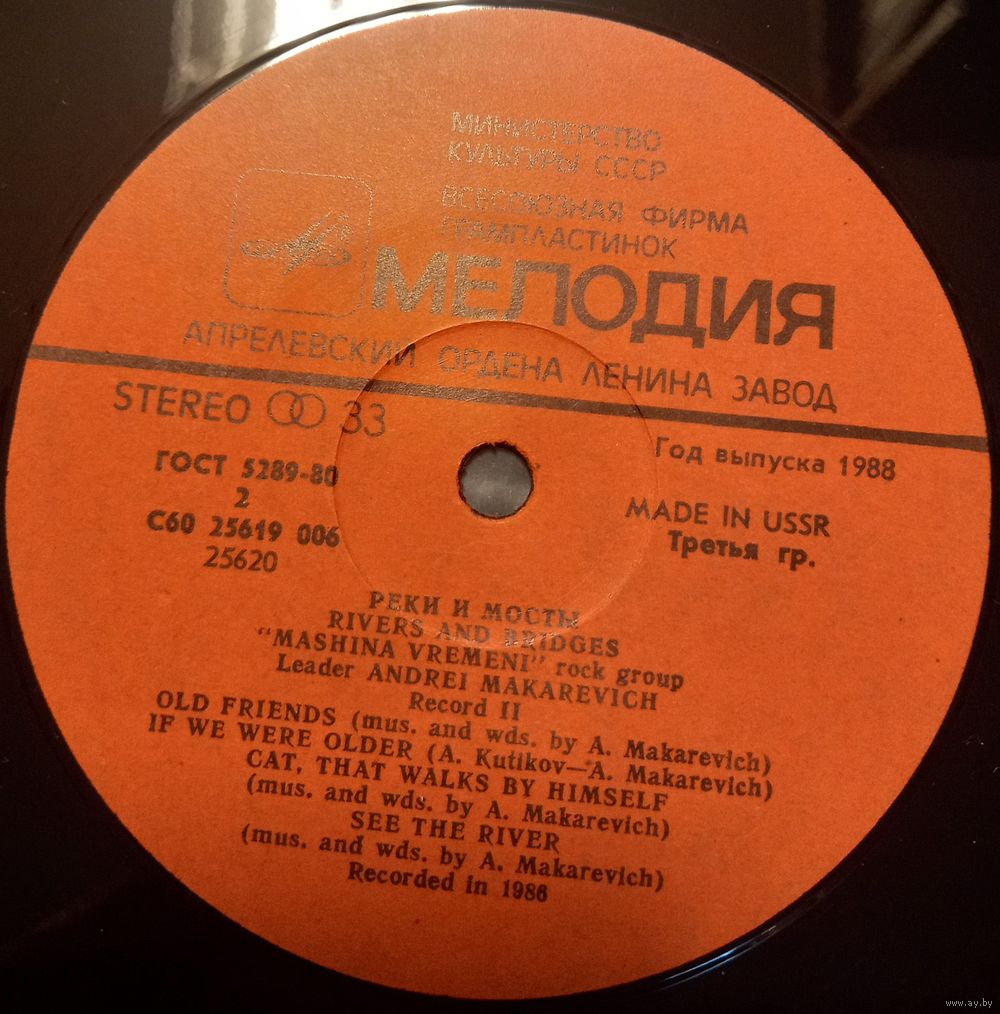 МИНИСТЕРСТВО
КУЛЬТУРЫ СССР
ВСЕСОЮЗНАЯ ФИРМА
ГРАМПЛАСТИНОК
МЕЛОДИЯ
АПРЕЛЕВСКИЙ ОРДЕНА ЛЕНИНА ЗАВОД
STEREO 33
Год выпуска 1988
ГОСТ 5289-80
2
С60 25619 006
25620
MADE IN USSR
Третья гр.
РЕКИ И МОСТЫ
RIVERS AND BRIDGES
"MASHINA VREMENI" rock group
Leader ANDREI MAKAREVICH
Record II
OLD FRIENDS (mus. and wds. by A. Makarevich)
IF WE WERE OLDER (A. Kutikov—A. Makarevich)
CAT, THAT WALKS BY HIMSELF
(mus. and wds. by A. Makarevich)
SEE THE RIVER
(mus. and wds. by A. Makarevich)
Recorded in 1986
www.ay.by